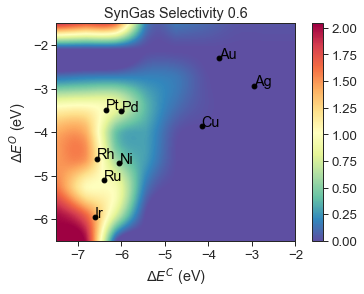 SynGas Selectivity 0.6
ΔE^O (eV)
−2
−3
−4
−5
−6
Au
Ag
Pt
Pd
Cu
Rh
Ni
Ru
Ir
−7
−6
−5
−4
−3
−2
ΔE^C (eV)
2.00
1.75
1.50
1.25
1.00
0.75
0.50
0.25
0.00